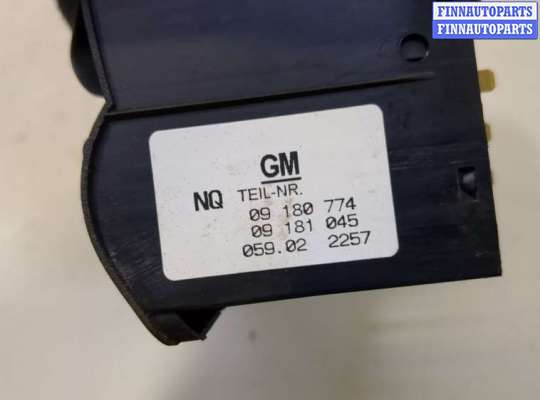 FINNAUTOPARTS
FINNAUTOPARTS
GM
NQ TEIL-NR.
09 180 774
09 181 045
059.02 2257